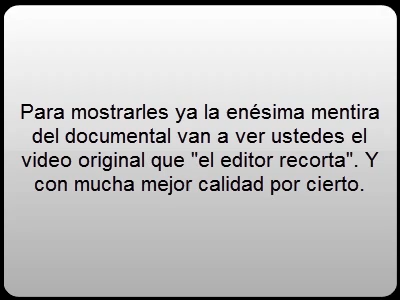 Para mostrarles ya la enésima mentira
del documental van a ver ustedes el
video original que "el editor recorta". Y
con mucha mejor calidad por cierto.